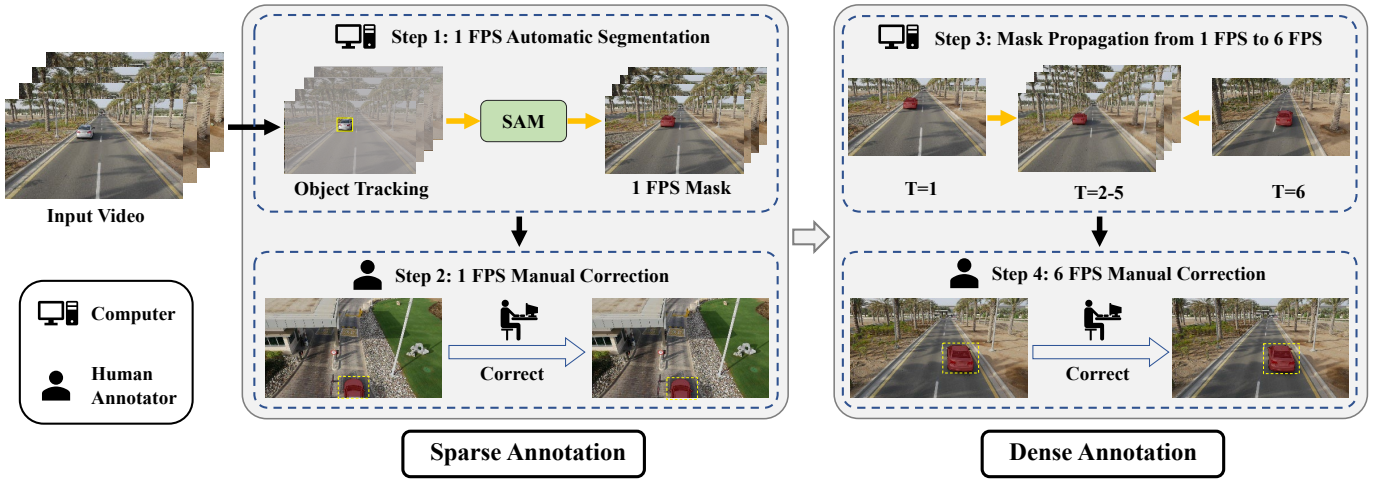 Step 1: 1 FPS Automatic Segmentation
SAM
Object Tracking
1 FPS Mask
Input Video
Step 2: 1 FPS Manual Correction
Correct
Computer
Human
Annotator
Sparse Annotation
Step 3: Mask Propagation from 1 FPS to 6 FPS
T=1
T=2-5
T=6
Step 4: 6 FPS Manual Correction
Correct
Dense Annotation